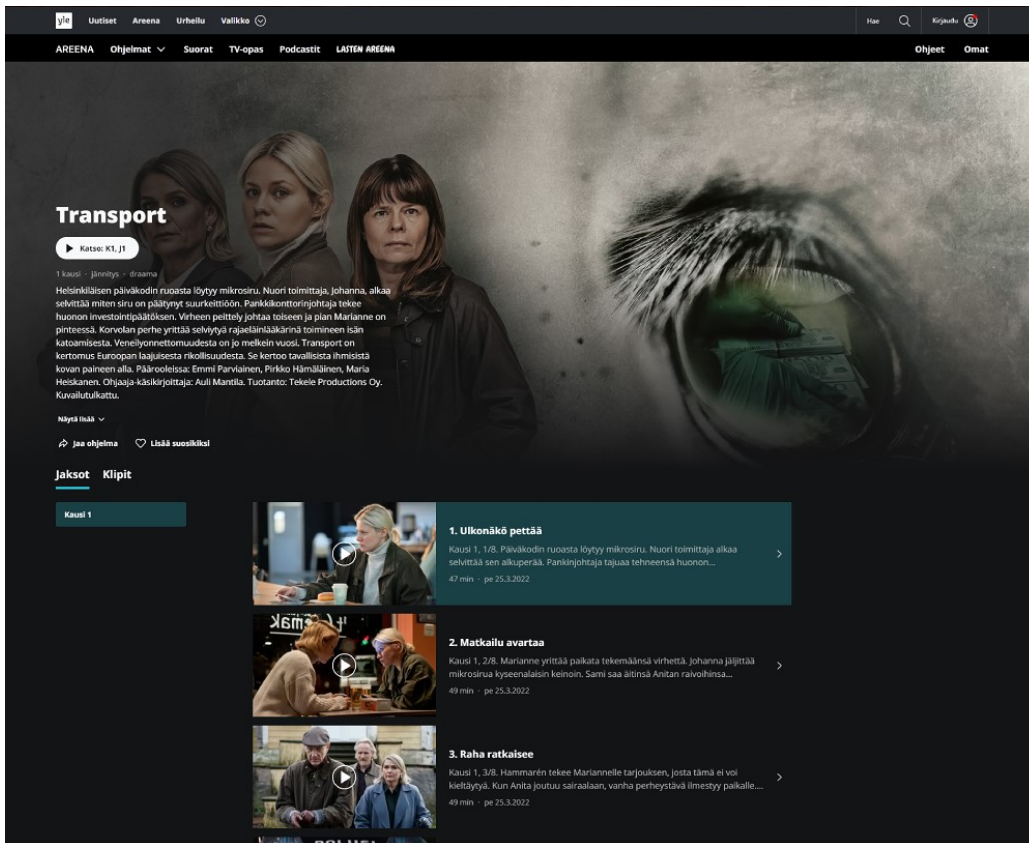 yle Uutiset Areena Urheilu Valikko Hae Kirjaudu
AREENA Ohjelmat Suorat TV-opas Podcastit LASTEN AREENA Ohjeet Omat
Transport
Katso: K1, J1
1 kausi · jännitys · draama
Helsinkiläisen päiväkodin ruoasta löytyy mikrosiru. Nuori toimittaja, Johanna, alkaa
selvittää miten siru on päätynyt suurkeittiöön. Pankkikonttorinjohtaja tekee
huonon investointipäätöksen. Virheen peittely johtaa toiseen ja pian Marianne on
pinteessä. Korvolan perhe yrittää selviytyä rajaeläinlääkärinä toimineen isän
katoamisesta. Veneilyonnettomuudesta on jo melkein vuosi. Transport on
kertomus Euroopan laajuisesta rikollisuudesta. Se kertoo tavallisista ihmisistä
kovan paineen alla. Päärooleissa: Emmi Parviainen, Pirkko Hämäläinen, Maria
Heiskanen. Ohjaaja-käsikirjoittaja: Auli Mantila. Tuotanto: Tekele Productions Oy.
Kuvailutulkattu.
Näytä lisää
Jaa ohjelma Lisää suosikiksi
Jaksot Klipit
Kausi 1
1. Ulkonäkö pettää
Kausi 1, 1/8. Päiväkodin ruoasta löytyy mikrosiru. Nuori toimittaja alkaa
selvittää sen alkuperää. Pankinjohtaja tajuaa tehneensä huonon...
47 min · pe 25.3.2022
2. Matkailu avartaa
Kausi 1, 2/8. Marianne yrittää paikata tekemäänsä virhettä. Johanna jäljittää
mikrosirua kyseenalaisin keinoin. Sami saa äitinsä Anitan raivoihinsa...
49 min · pe 25.3.2022
3. Raha ratkaisee
Kausi 1, 3/8. Hammarén tekee Mariannelle tarjouksen, josta tämä ei voi
kieltäytyä. Kun Anita joutuu sairaalaan, vanha perheystävä ilmestyy paikalle....
49 min · pe 25.3.2022